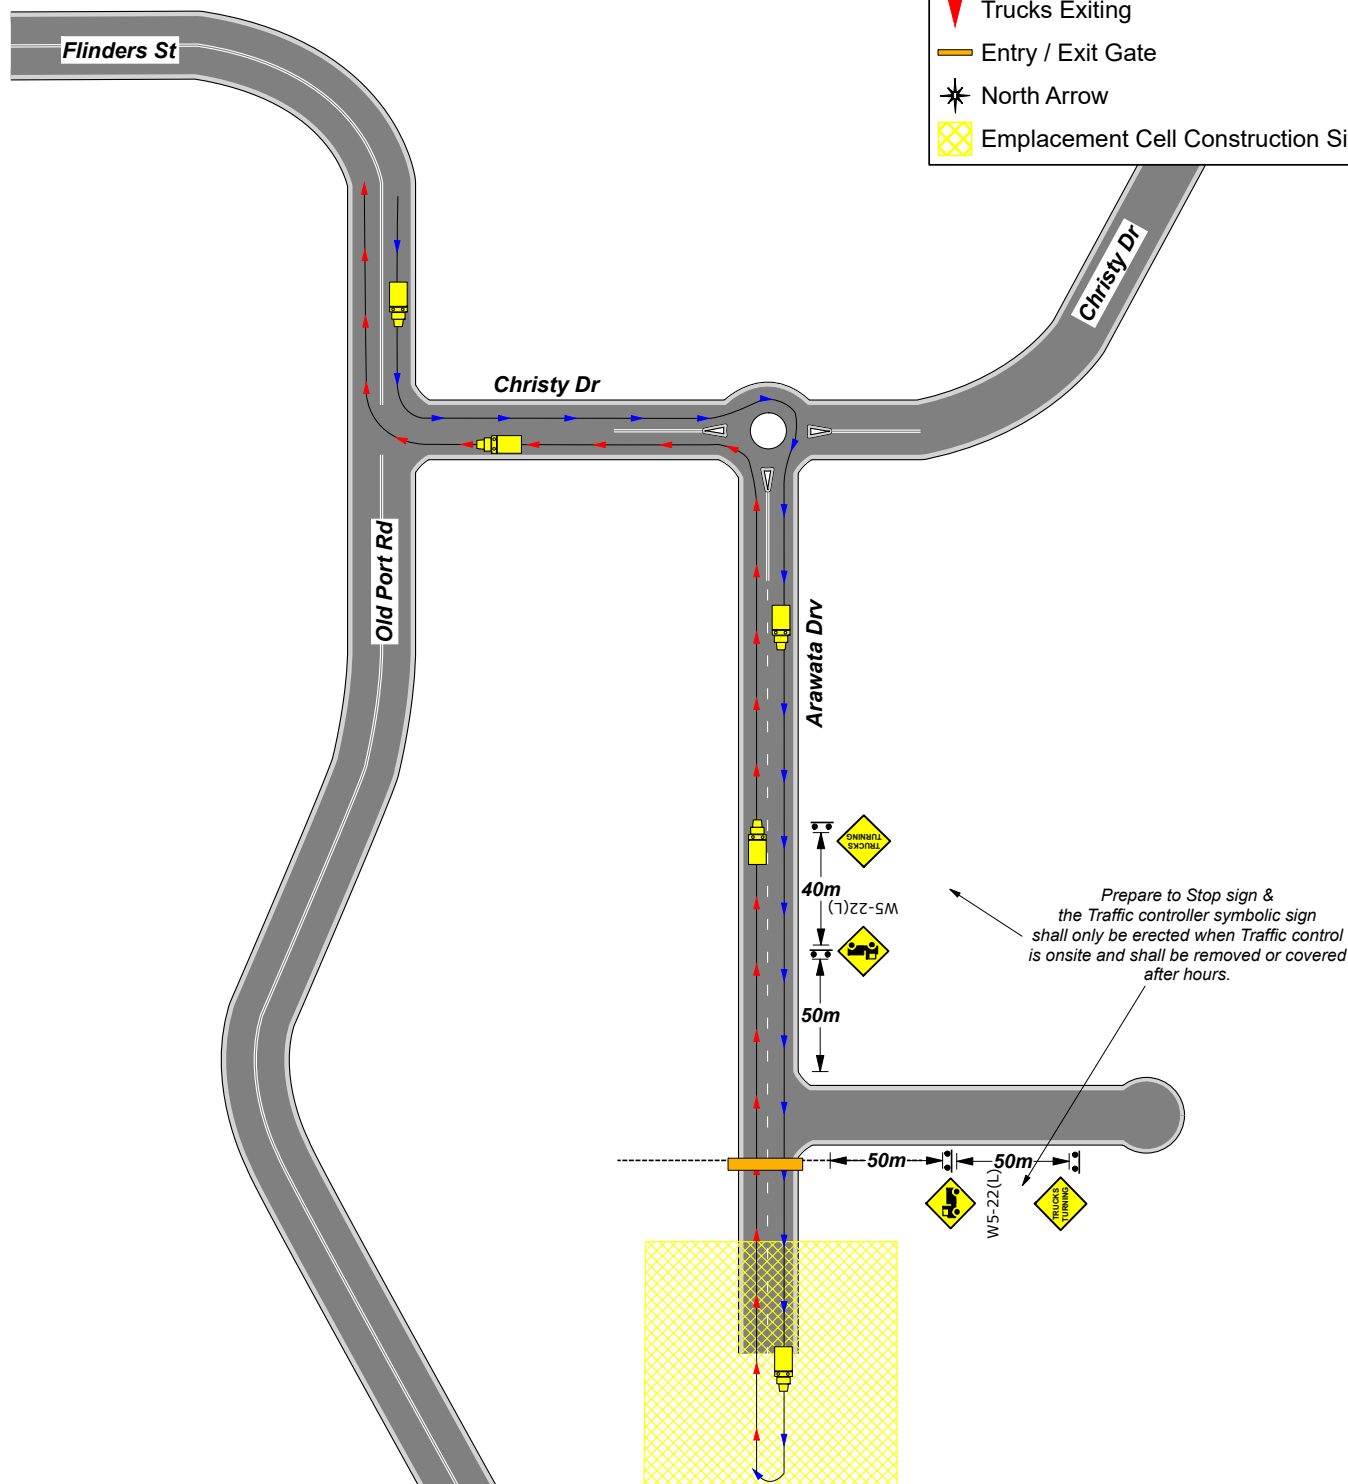 Trucks Exiting
Entry / Exit Gate
North Arrow
Emplacement Cell Construction Si
Flinders St
Christy Dr
Christy Dr
Old Port Rd
Arawata Drv
TRUCKS
TURNING
40m
W5-22(L)
50m
Prepare to Stop sign &
the Traffic controller symbolic sign
shall only be erected when Traffic control
is onsite and shall be removed or covered
after hours.
50m
50m
W5-22(L)
TRUCKS
TURNING